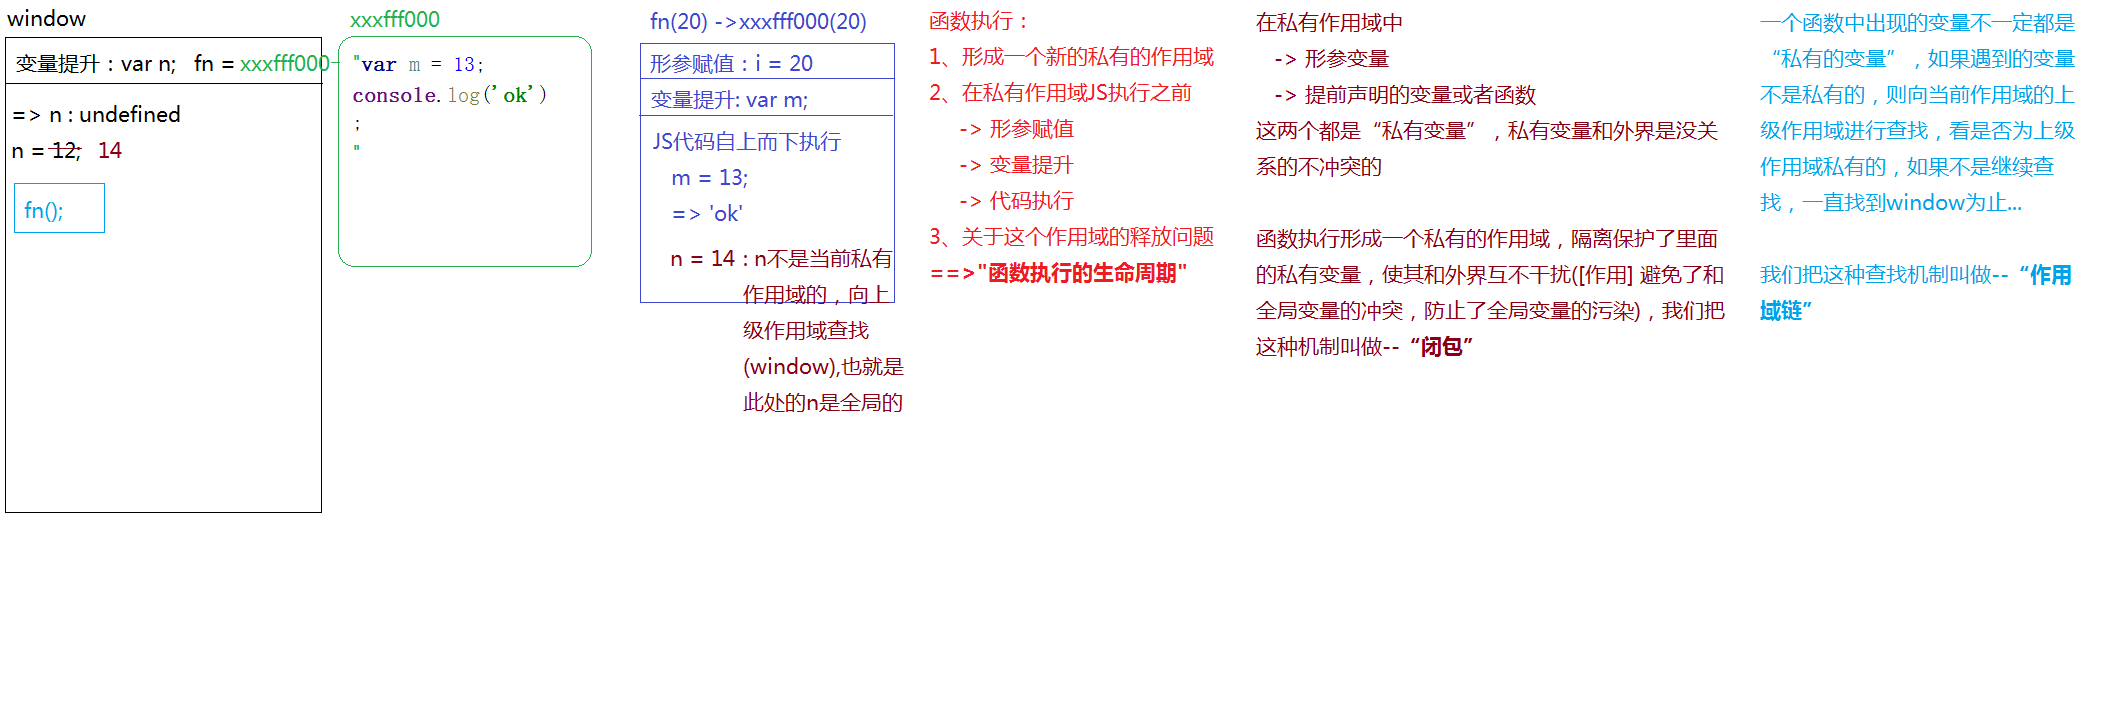 window
变量提升：var n;   fn = xxxfff000
=> n : undefined
n = 12;   14
fn();
xxxfff000
"var m = 13;
console.log('ok')
;
"
fn(20) ->xxxfff000(20)
形参赋值：i = 20
变量提升: var m;
JS代码自上而下执行
m = 13;
=> 'ok'
n = 14 : n不是当前私有
作用域的，向上
级作用域查找
(window),也就是
此处的n是全局的
函数执行：
1、形成一个新的私有的作用域
2、在私有作用域JS执行之前
-> 形参赋值
-> 变量提升
-> 代码执行
3、关于这个作用域的释放问题
==>"函数执行的生命周期"
在私有作用域中
-> 形参变量
-> 提前声明的变量或者函数
这两个都是“私有变量”，私有变量和外界是没关
系的不冲突的
函数执行形成一个私有的作用域，隔离保护了里面
的私有变量，使其和外界互不干扰([作用] 避免了和
全局变量的冲突，防止了全局变量的污染)，我们把
这种机制叫做--“闭包”
一个函数中出现的变量不一定都是
“私有的变量”，如果遇到的变量
不是私有的，则向当前作用域的上
级作用域进行查找，看是否为上级
作用域私有的，如果不是继续查
找，一直找到window为止...
我们把这种查找机制叫做--“作用
域链”